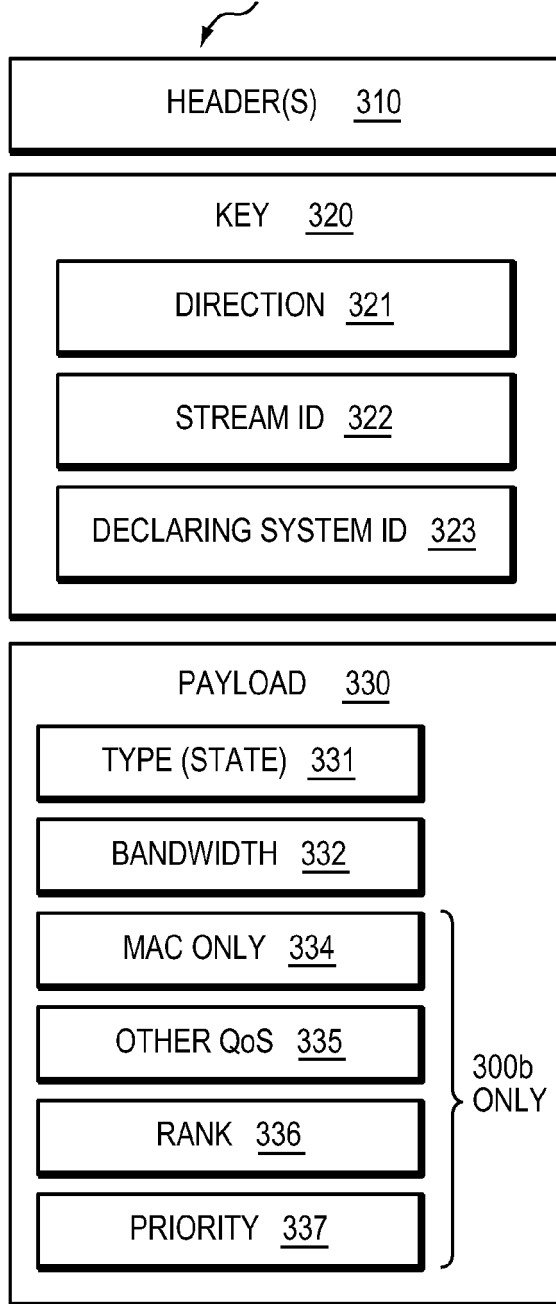 HEADER(S) 310
KEY 320
DIRECTION 321
STREAM ID 322
DECLARING SYSTEM ID 323
PAYLOAD 330
TYPE (STATE) 331
BANDWIDTH 332
MAC ONLY 334
OTHER QoS 335
RANK 336
PRIORITY 337
300b
ONLY